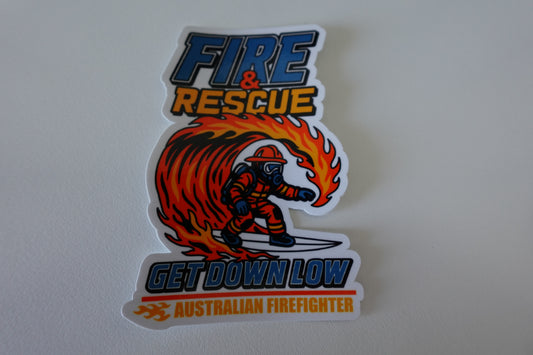 FIRE
&
RESCUE
GET DOWN LOW
AUSTRALIAN FIREFIGHTER